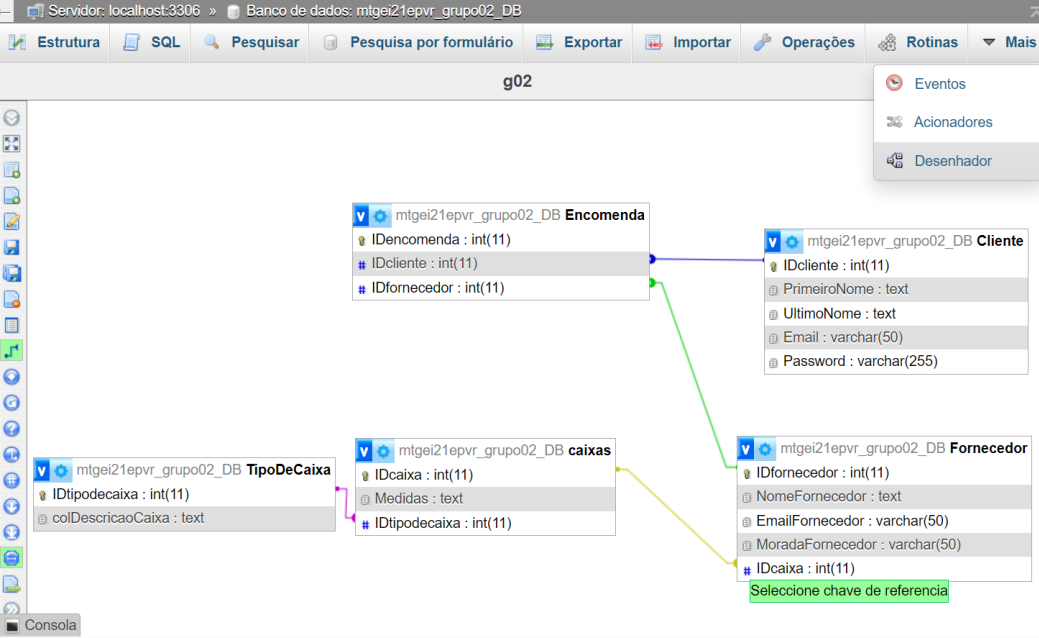 Servidor: localhost:3306 » Banco de dados: mtgei21epvr_grupo02_DB
Estrutura SQL Pesquisar Pesquisa por formulário Exportar Importar Operações Rotinas Mais
g02
Eventos
Acionadores
Desenhador
v mtgei21epvr_grupo02_DB Encomenda
IDencomenda : int(11)
# IDcliente : int(11)
# IDfornecedor : int(11)
v mtgei21epvr_grupo02_DB Cliente
IDcliente : int(11)
PrimeiroNome : text
UltimoNome : text
Email : varchar(50)
Password : varchar(255)
v mtgei21epvr_grupo02_DB TipoDeCaixa
IDtipodecaixa : int(11)
colDescricaoCaixa : text
v mtgei21epvr_grupo02_DB caixas
IDcaixa : int(11)
Medidas : text
# IDtipodecaixa : int(11)
v mtgei21epvr_grupo02_DB Fornecedor
IDfornecedor : int(11)
NomeFornecedor : text
EmailFornecedor : varchar(50)
MoradaFornecedor : varchar(50)
# IDcaixa : int(11)
Seleccione chave de referencia
Consola